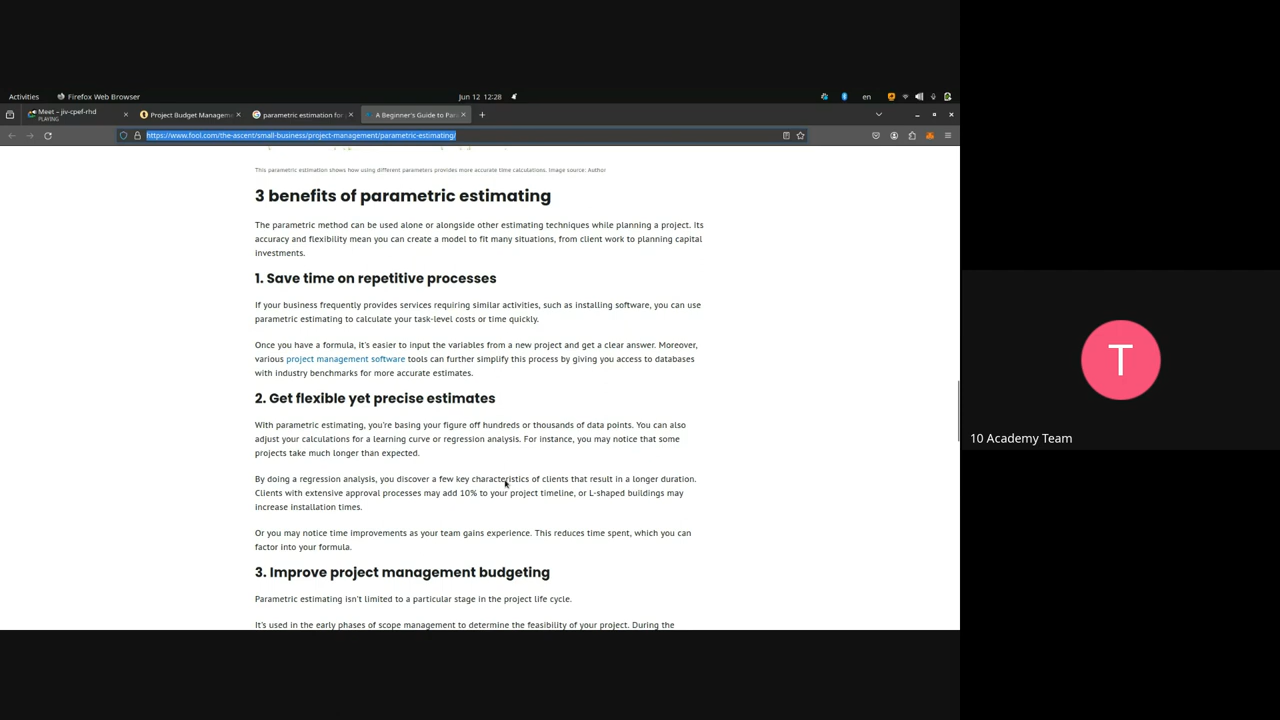 Activities
Firefox Web Browser
Jun 12 12:28
en
Meet – jiv-cpef-rhd
PLAYING
Project Budget Managem
parametric estimation for
A Beginner's Guide to Par
https://www.fool.com/the-ascent/small-business/project-management/parametric-estimating/
This parametric estimation shows how using different parameters provides more accurate time calculations. Image source: Author
3 benefits of parametric estimating
The parametric method can be used alone or alongside other estimating techniques while planning a project. Its
accuracy and flexibility mean you can create a model to fit many situations, from client work to planning capital
investments.
1. Save time on repetitive processes
If your business frequently provides services requiring similar activities, such as installing software, you can use
parametric estimating to calculate your task-level costs or time quickly.
Once you have a formula, it's easier to input the variables from a new project and get a clear answer. Moreover,
various project management software tools can further simplify this process by giving you access to databases
with industry benchmarks for more accurate estimates.
2. Get flexible yet precise estimates
With parametric estimating, you're basing your figure off hundreds or thousands of data points. You can also
adjust your calculations for a learning curve or regression analysis. For instance, you may notice that some
projects take much longer than expected.
By doing a regression analysis, you discover a few key characteristics of clients that result in a longer duration.
Clients with extensive approval processes may add 10% to your project timeline, or L-shaped buildings may
increase installation times.
Or you may notice time improvements as your team gains experience. This reduces time spent, which you can
factor into your formula.
3. Improve project management budgeting
Parametric estimating isn't limited to a particular stage in the project life cycle.
It's used in the early phases of scope management to determine the feasibility of your project. During the
T
10 Academy Team